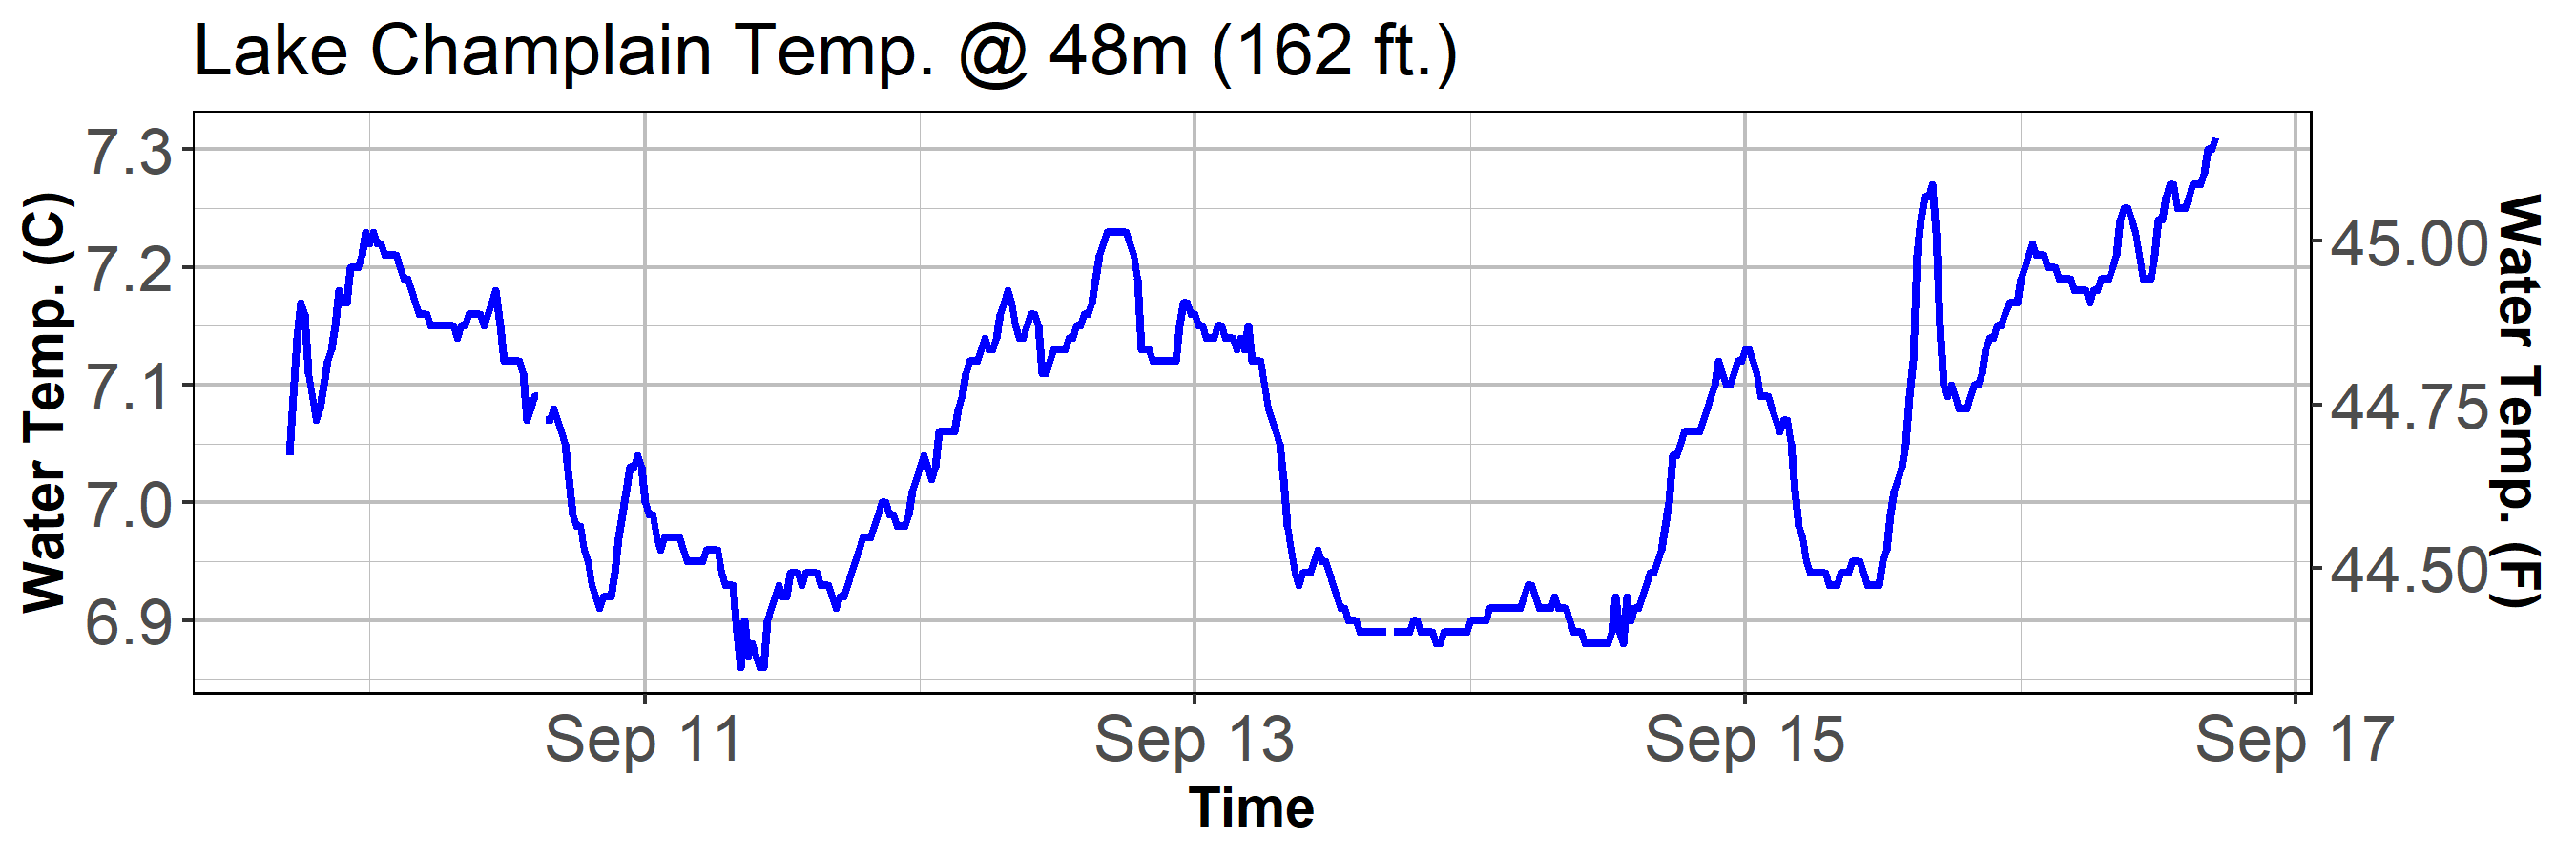 Lake Champlain Temp. @ 48m (162 ft.)
Water Temp. (C)
7.3
7.2
7.1
7.0
6.9
45.00
44.75
44.50
Water Temp. (F)
Sep 11
Sep 13
Sep 15
Sep 17
Time